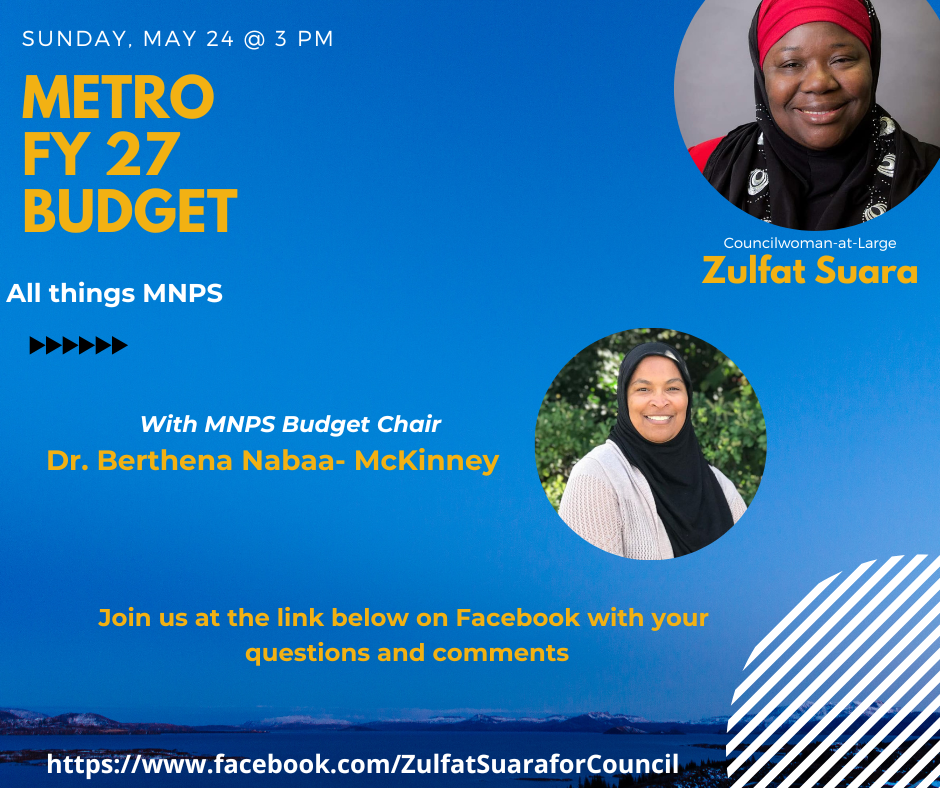 SUNDAY, MAY 24 @ 3 PM
METRO
FY 27
BUDGET
Councilwoman-at-Large
Zulfat Suara
All things MNPS
With MNPS Budget Chair
Dr. Berthena Nabaa- McKinney
Join us at the link below on Facebook with your
questions and comments
https://www.facebook.com/ZulfatSuaraforCouncil